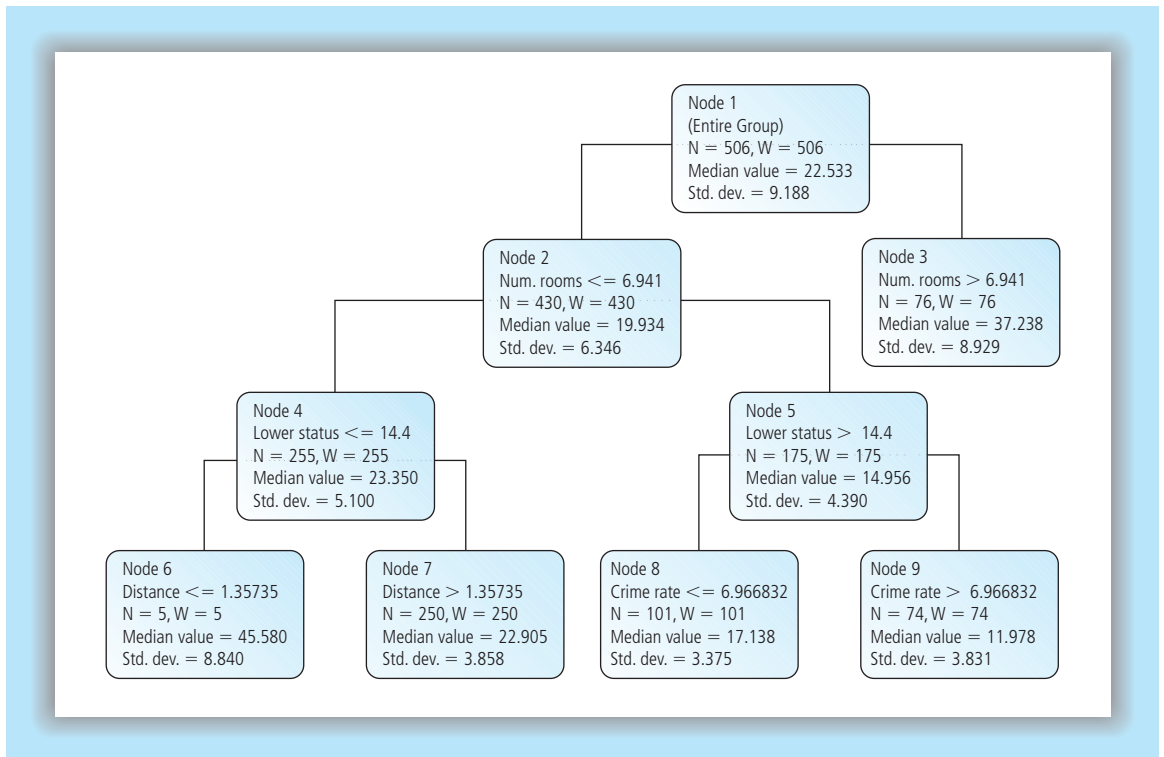 Node 1
(Entire Group)
N = 506, W = 506
Median value = 22.533
Std. dev. = 9.188
Node 2
Num. rooms <= 6.941
N = 430, W = 430
Median value = 19.934
Std. dev. = 6.346
Node 3
Num. rooms > 6.941
N = 76, W = 76
Median value = 37.238
Std. dev. = 8.929
Node 4
Lower status <= 14.4
N = 255, W = 255
Median value = 23.350
Std. dev. = 5.100
Node 5
Lower status > 14.4
N = 175, W = 175
Median value = 14.956
Std. dev. = 4.390
Node 6
Distance <= 1.35735
N = 5, W = 5
Median value = 45.580
Std. dev. = 8.840
Node 7
Distance > 1.35735
N = 250, W = 250
Median value = 22.905
Std. dev. = 3.858
Node 8
Crime rate <= 6.966832
N = 101, W = 101
Median value = 17.138
Std. dev. = 3.375
Node 9
Crime rate > 6.966832
N = 74, W = 74
Median value = 11.978
Std. dev. = 3.831